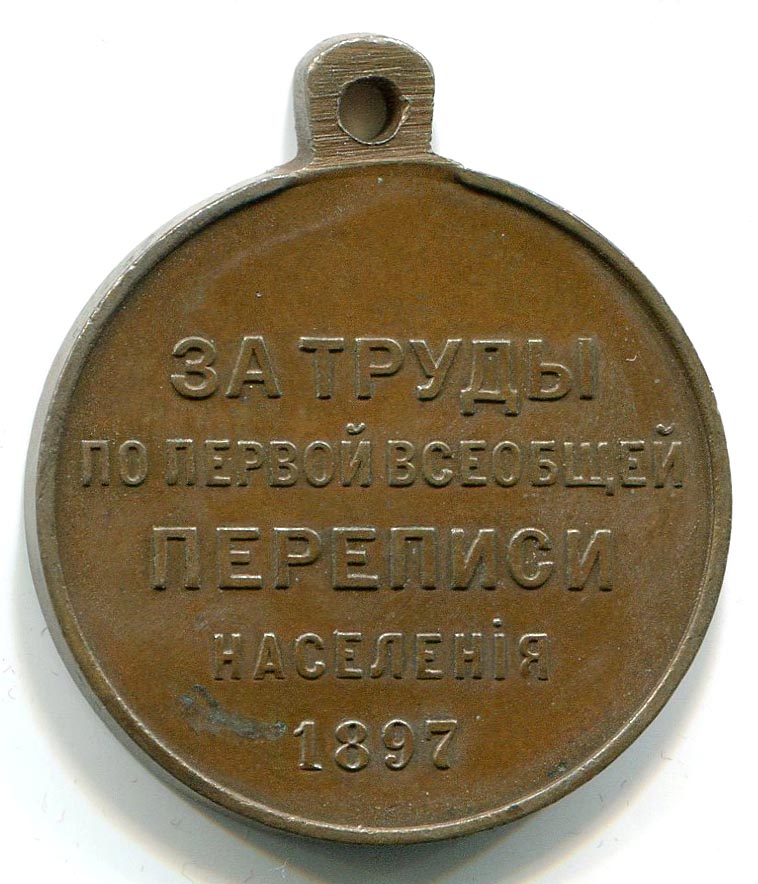 ЗА ТРУДЫ
ПО ПЕРВОЙ ВСЕОБЩЕЙ
ПЕРЕПИСИ
НАСЕЛЕНІЯ
1897